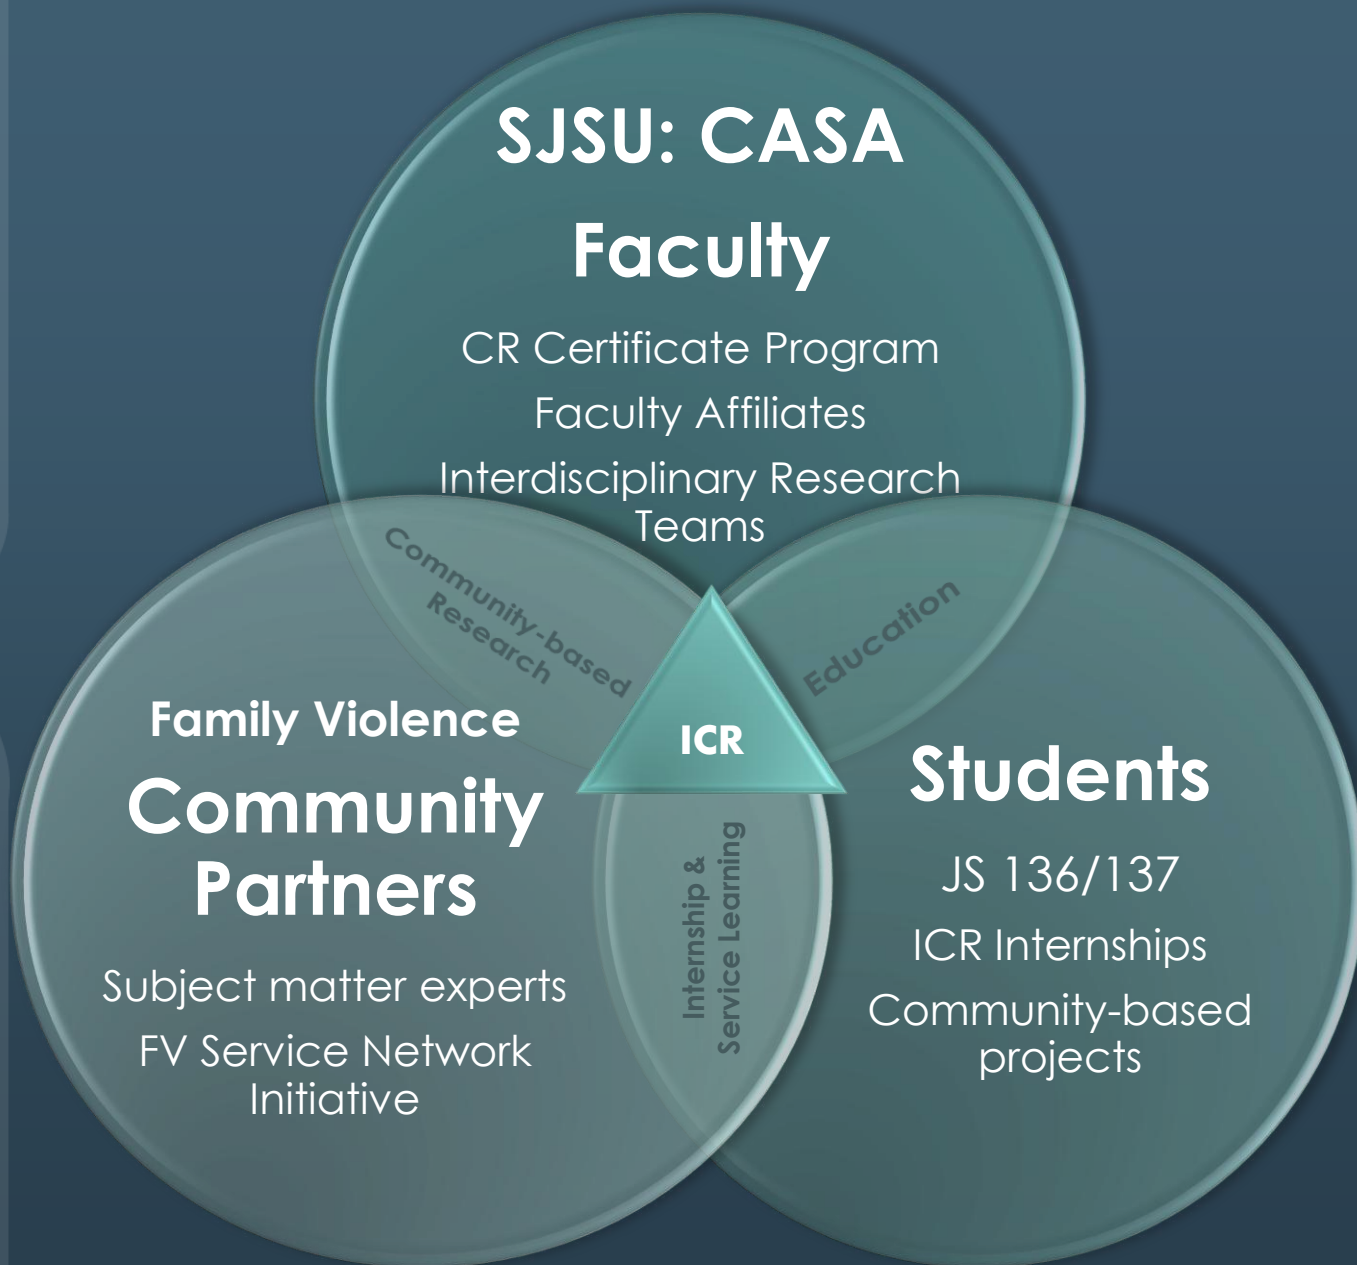 SJSU: CASA
Faculty
CR Certificate Program
Faculty Affiliates
Interdisciplinary Research
Teams
Community-based
Research
Education
ICR
Family Violence
Community
Partners
Subject matter experts
FV Service Network
Initiative
Internship &
Service Learning
Students
JS 136/137
ICR Internships
Community-based
projects